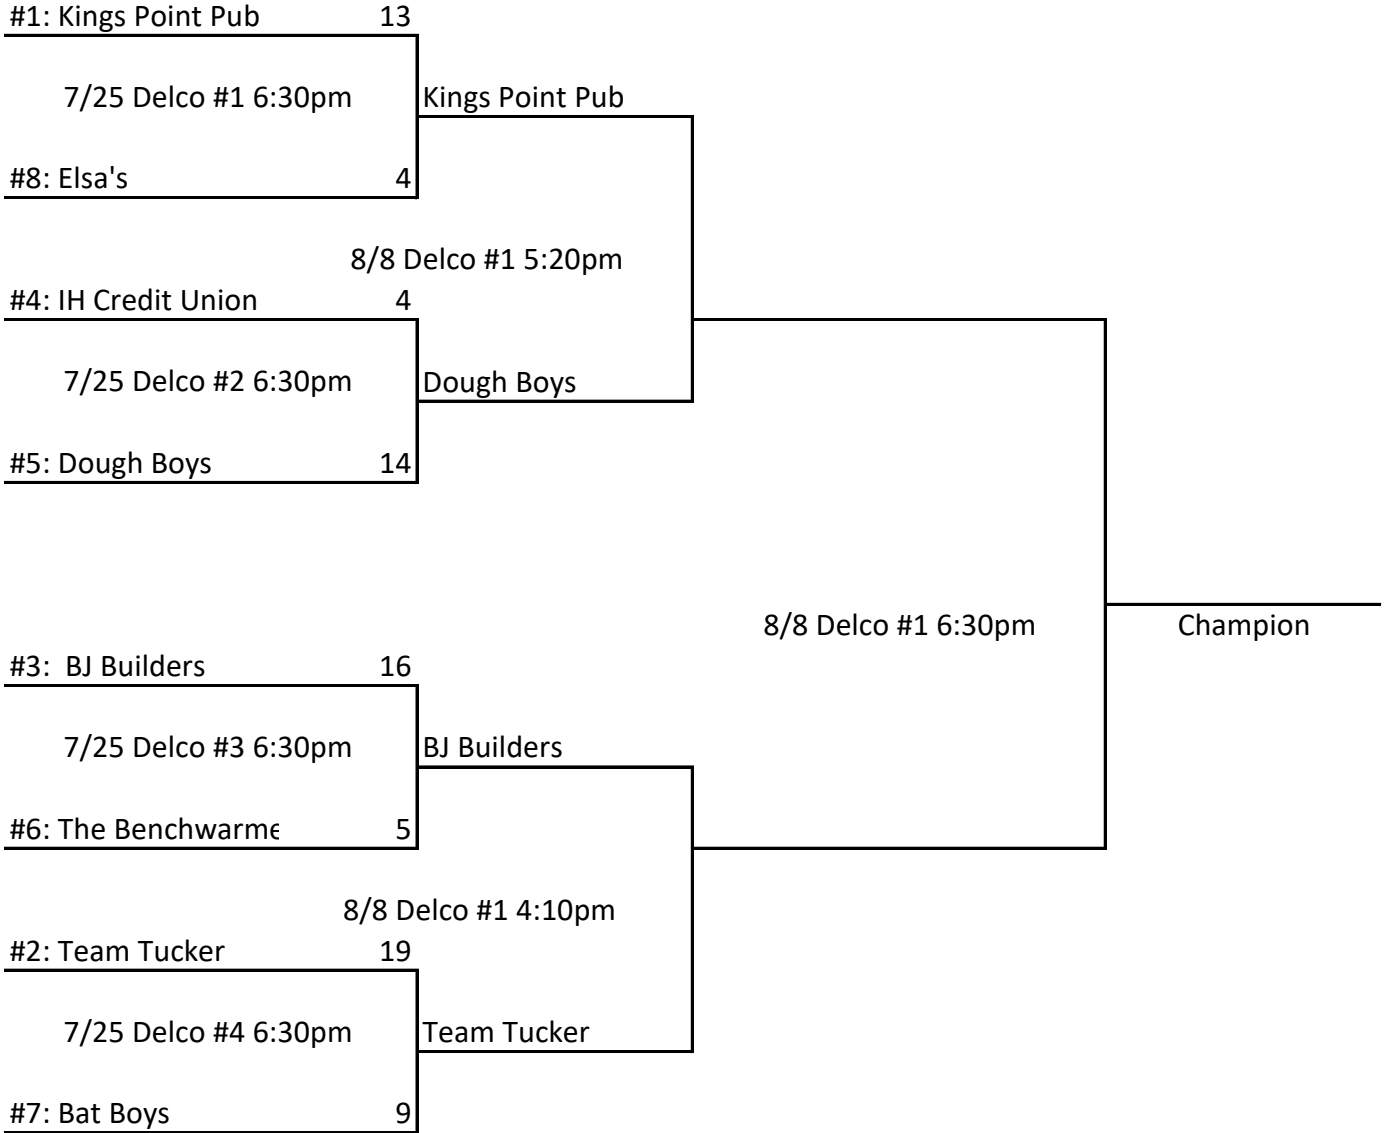 #1: Kings Point Pub 13
7/25 Delco #1 6:30pm
Kings Point Pub
#8: Elsa's 4
8/8 Delco #1 5:20pm
#4: IH Credit Union 4
7/25 Delco #2 6:30pm
Dough Boys
#5: Dough Boys 14
8/8 Delco #1 6:30pm
Champion
#3: BJ Builders 16
7/25 Delco #3 6:30pm
BJ Builders
#6: The Benchwarme 5
8/8 Delco #1 4:10pm
#2: Team Tucker 19
7/25 Delco #4 6:30pm
Team Tucker
#7: Bat Boys 9